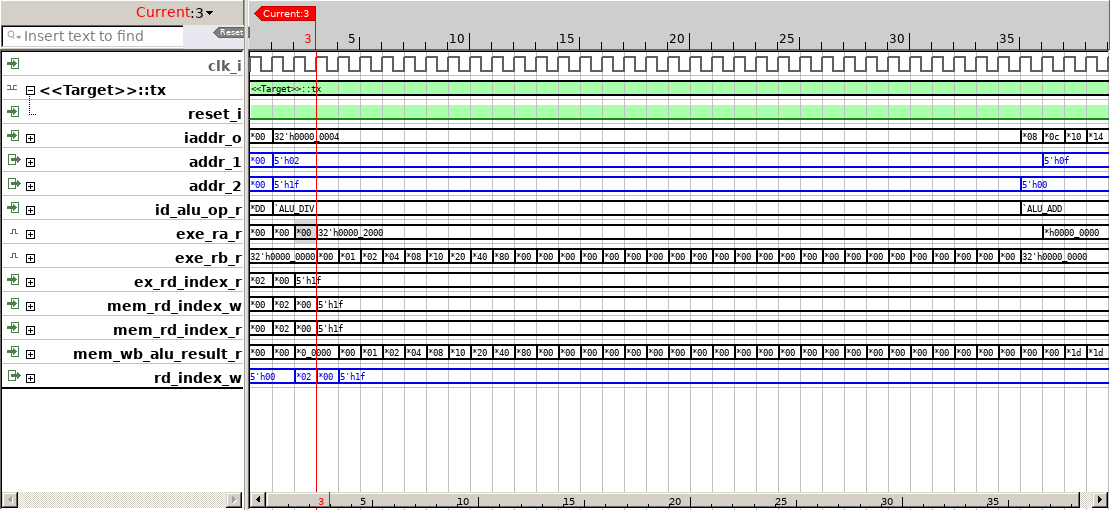 Current:3
Current:3
Insert text to find
Reset
3 5 10 15 20 25 30 35
clk_i
<<Target>>::tx <<Target>>::tx
reset_i
iaddr_o *00 32'h0000_0004 *08 *0c *10 *14
addr_1 *00 5'h02 5'h0f
addr_2 *00 5'h1f 5'h00
id_alu_op_r *DD `ALU_DIV `ALU_ADD
exe_ra_r *00 *00 *00 32'h0000_2000 *h0000_0000
exe_rb_r 32'h0000_0000 *00 *01 *02 *04 *08 *10 *20 *40 *80 *00 *00 *00 *00 *00 *00 *00 *00 *00 *00 *00 *00 *00 *00 *00 *00 *00 *00 *00 *00 *00 *00 32'h0000_0000
ex_rd_index_r *02 *00 5'h1f
mem_rd_index_w *00 *02 *00 5'h1f
mem_rd_index_r *00 *02 *00 5'h1f
mem_wb_alu_result_r *00 *00 *0_0000 *00 *01 *02 *04 *08 *10 *20 *40 *80 *00 *00 *00 *00 *00 *00 *00 *00 *00 *00 *00 *00 *00 *00 *00 *00 *00 *00 *00 *00 *00 *00 *00 *00 *1d *1d
rd_index_w 5'h00 *02 *00 5'h1f
3 5 10 15 20 25 30 35